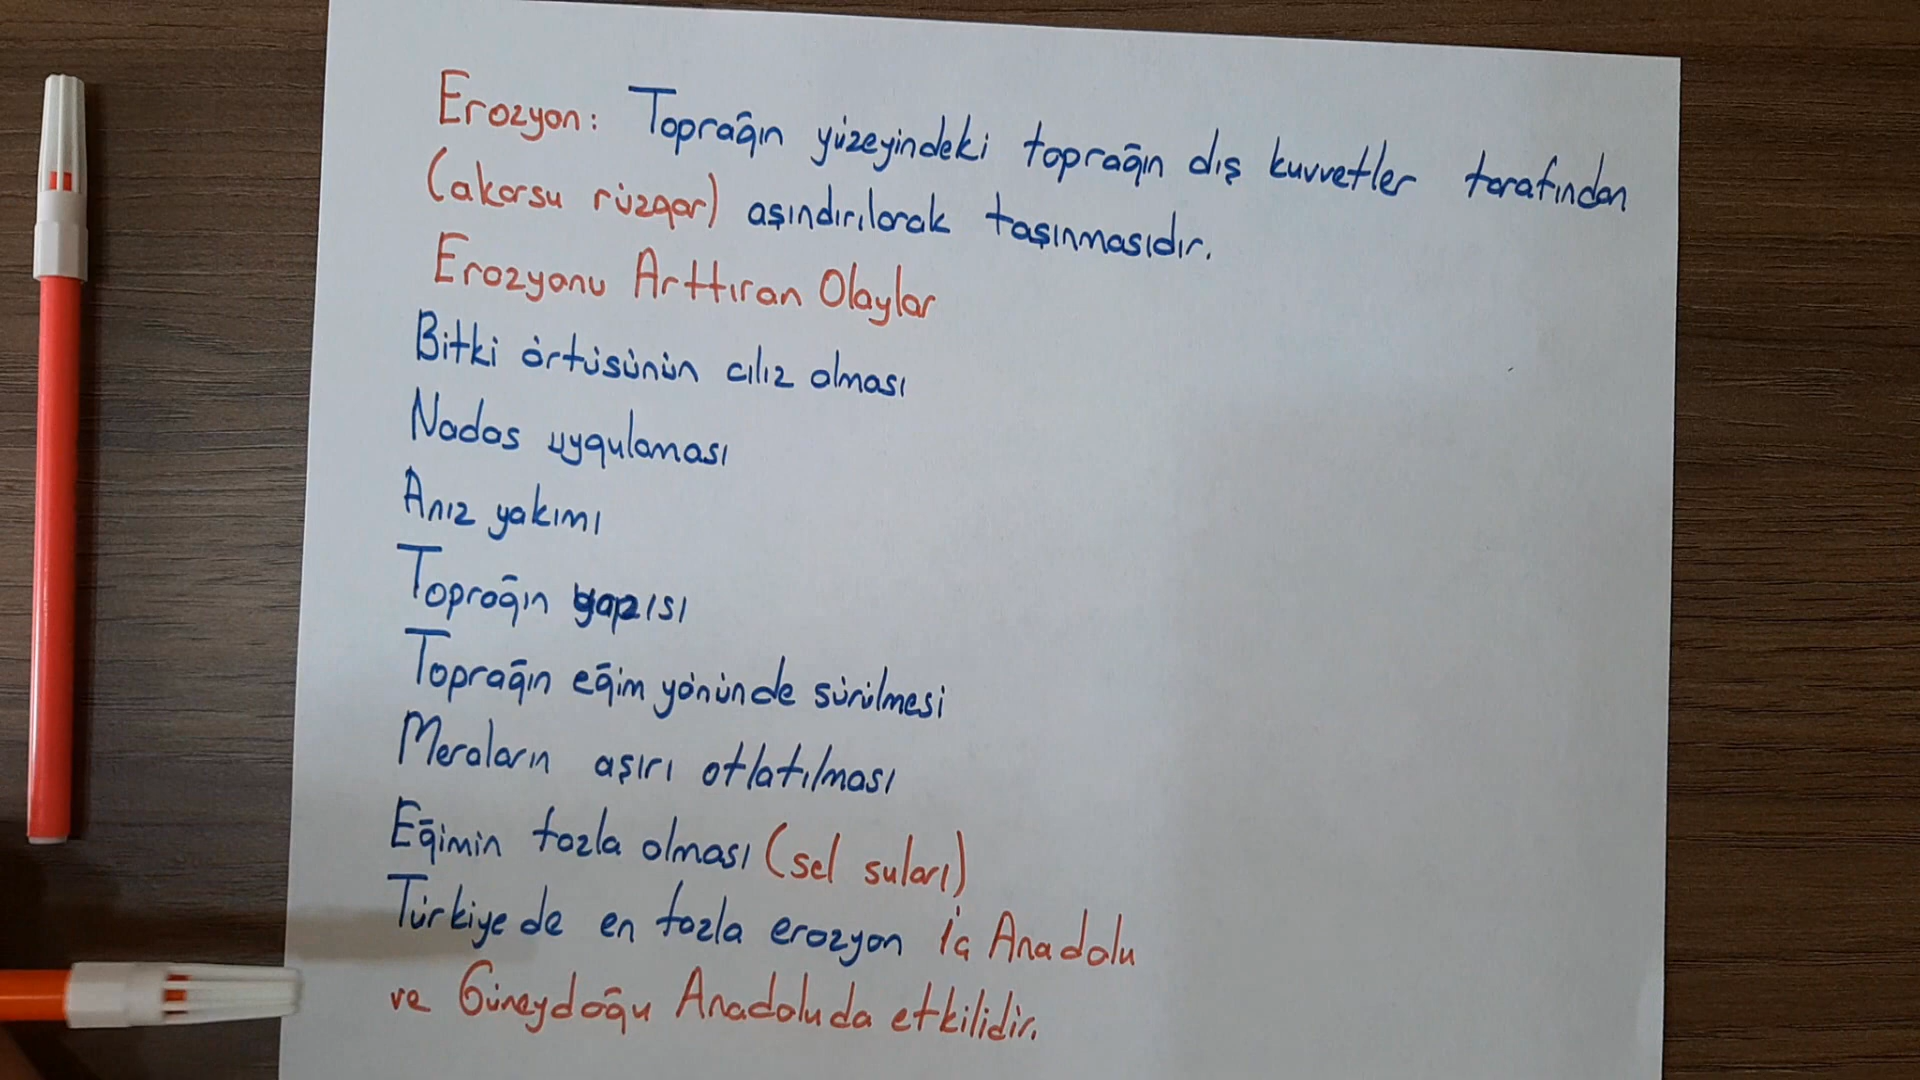 Erozyon: Toprağın yüzeyindeki toprağın dış kuvvetler tarafından
(akarsu rüzgar) aşındırılarak taşınmasıdır.
Erozyonu Arttıran Olaylar
Bitki örtüsünün cılız olması
Nadas uygulaması
Anız yakımı
Toprağın yapısı
Toprağın eğim yönünde sürülmesi
Meraların aşırı otlatılması
Eğimin fazla olması (sel suları)
Türkiye de en fazla erozyon İç Anadolu
ve Güneydoğu Anadoluda etkilidir.